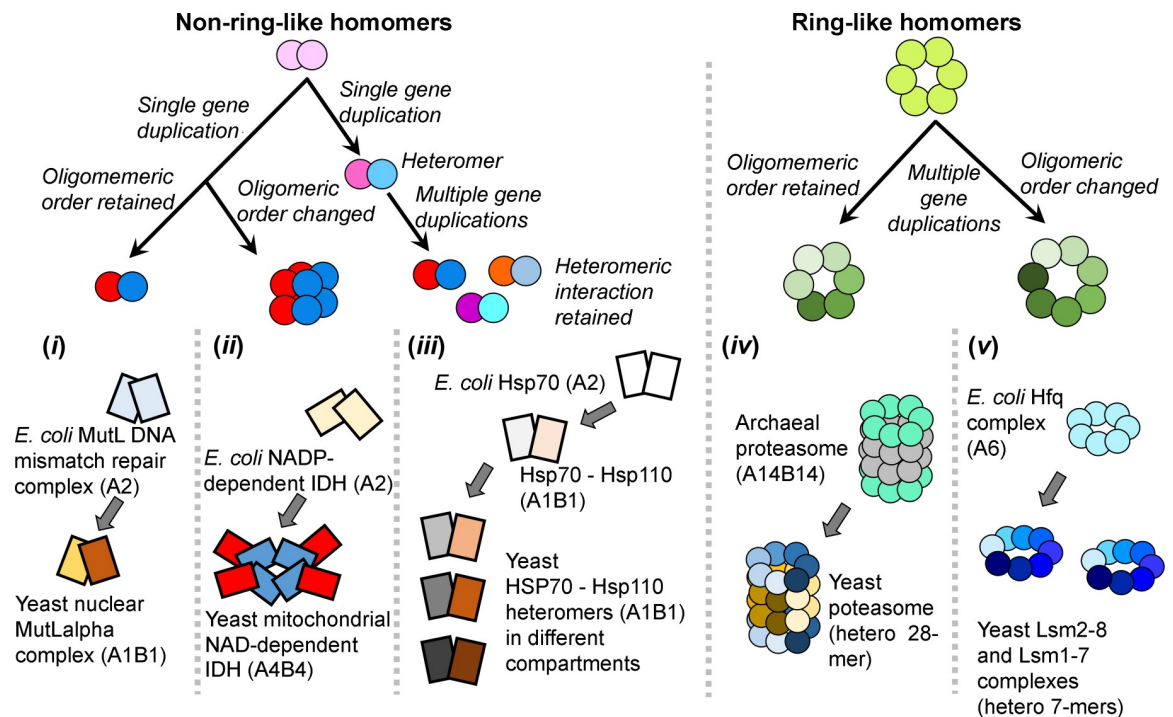 Non-ring-like homomers
Ring-like homomers
Single gene
duplication
Single gene
duplication
Oligomemeric
order retained
Oligomeric
order changed
Heteromer
Multiple gene
duplications
Heteromeric
interaction
retained
Oligomemeric
order retained
Multiple
gene
duplications
Oligomeric
order changed
(i)
E. coli MutL DNA
mismatch repair
complex (A2)
Yeast nuclear
MutLalpha
complex (A1B1)
(ii)
E. coli NADP-
dependent IDH (A2)
Yeast mitochondrial
NAD-dependent
IDH (A4B4)
(iii)
E. coli Hsp70 (A2)
Hsp70 - Hsp110
(A1B1)
Yeast
HSP70 - Hsp110
heteromers (A1B1)
in different
compartments
(iv)
Archaeal
proteasome
(A14B14)
Yeast
poteasome
(hetero 28-
mer)
(v)
E. coli Hfq
complex
(A6)
Yeast Lsm2-8
and Lsm1-7
complexes
(hetero 7-mers)